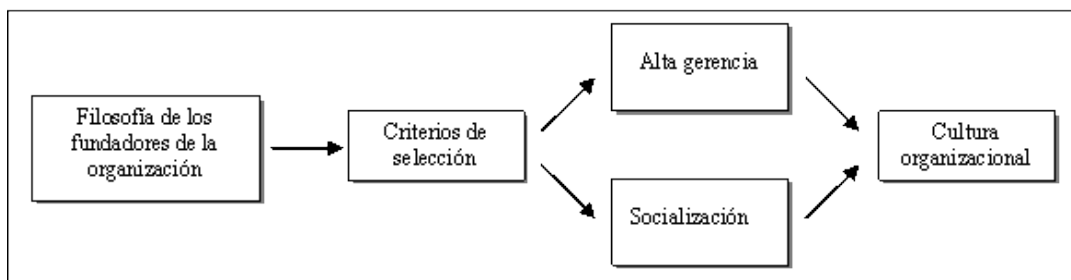 Filosofía de los
fundadores de la
organización
Criterios de
selección
Alta gerencia
Socialización
Cultura
organizacional